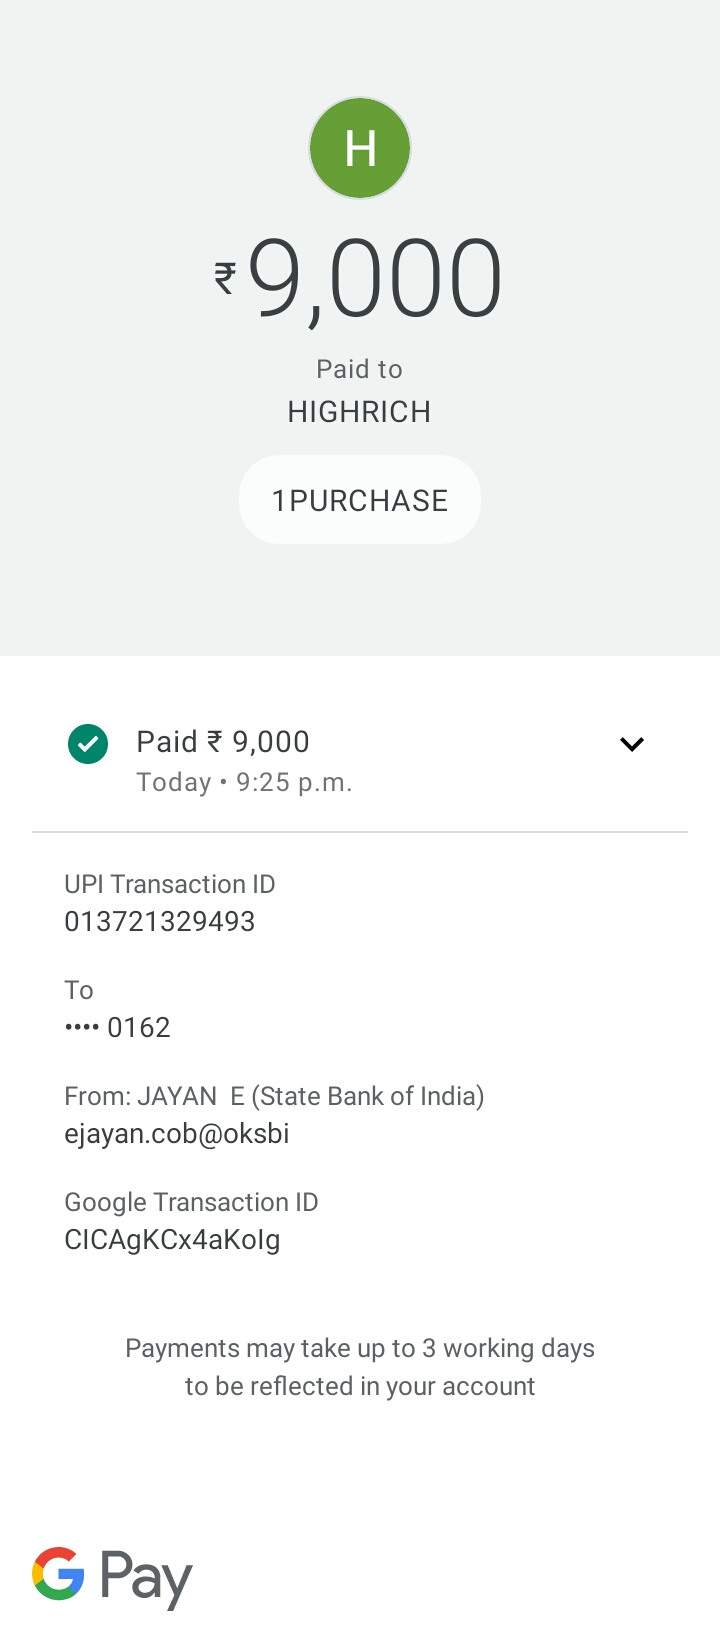 H
₹9,000
Paid to
HIGHRICH
1PURCHASE
Paid ₹ 9,000
Today • 9:25 p.m.
UPI Transaction ID
013721329493
To
•••• 0162
From: JAYAN  E (State Bank of India)
ejayan.cob@oksbi
Google Transaction ID
CICAgKCx4aKoIg
Payments may take up to 3 working days
to be reflected in your account
G Pay